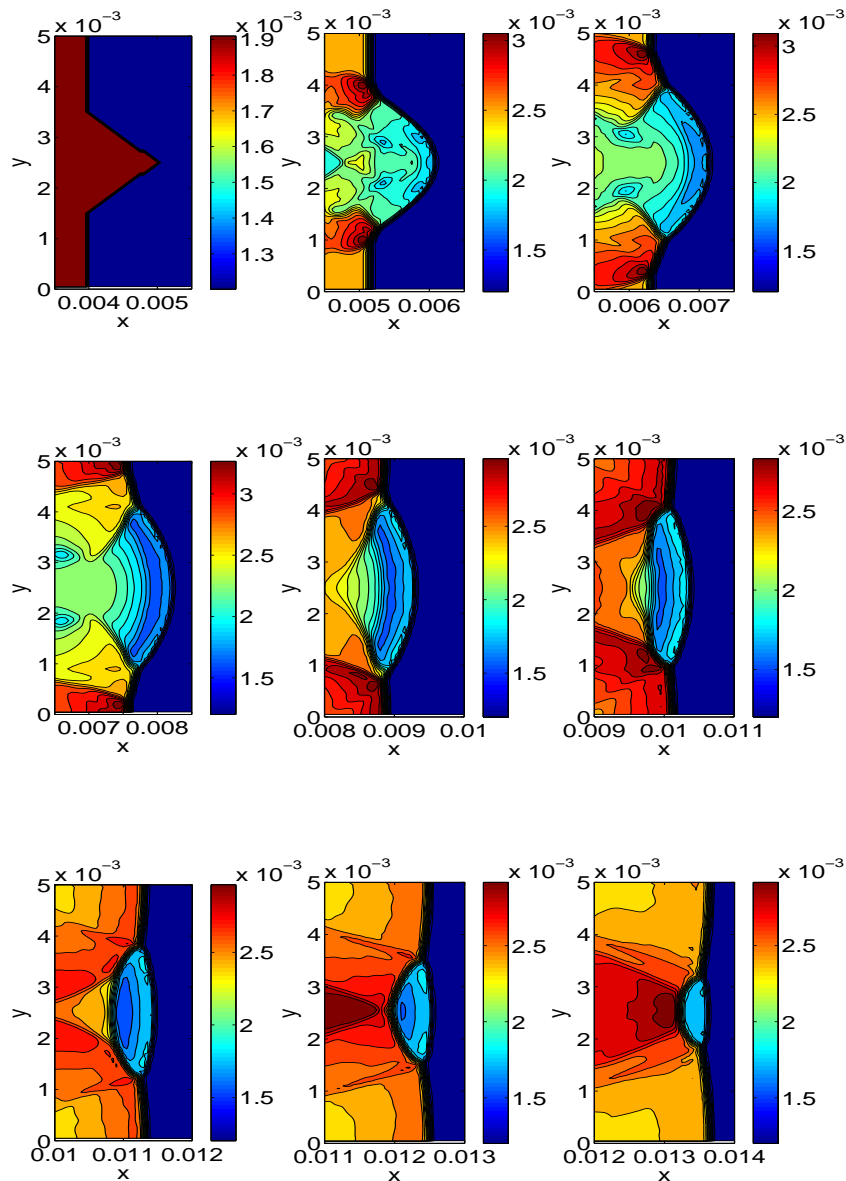 x 10−3 x 10−3 x 10−3 x 10−3 x 10−3 x 10−3
5 1.9 5 3 5 3
4 1.8 4 4
3 1.7 2.5 3 2.5
y 1.6 y 3 y
2 1.5 2 2 2 2
1 1.4 1 1
0 1.3 0 1.5 0 1.5
0.004 0.005 0.005 0.006 0.006 0.007
x x x
x 10−3 x 10−3 x 10−3 x 10−3 x 10−3 x 10−3
5 5 5
4 3 4 2.5 4 2.5
3 2.5 3 3
y y y
2 2 2 2 2 2
1 1.5 1 1.5 1 1.5
0 0 0
0.007 0.008 0.008 0.009 0.01 0.009 0.01 0.011
x x x
x 10−3 x 10−3 x 10−3 x 10−3 x 10−3 x 10−3
5 5 5
4 2.5 4 2.5 4 2.5
3 3 3
y y y
2 2 2 2 2 2
1 1.5 1 1.5 1 1.5
0 0 0
0.01 0.011 0.012 0.011 0.012 0.013 0.012 0.013 0.014
x x x